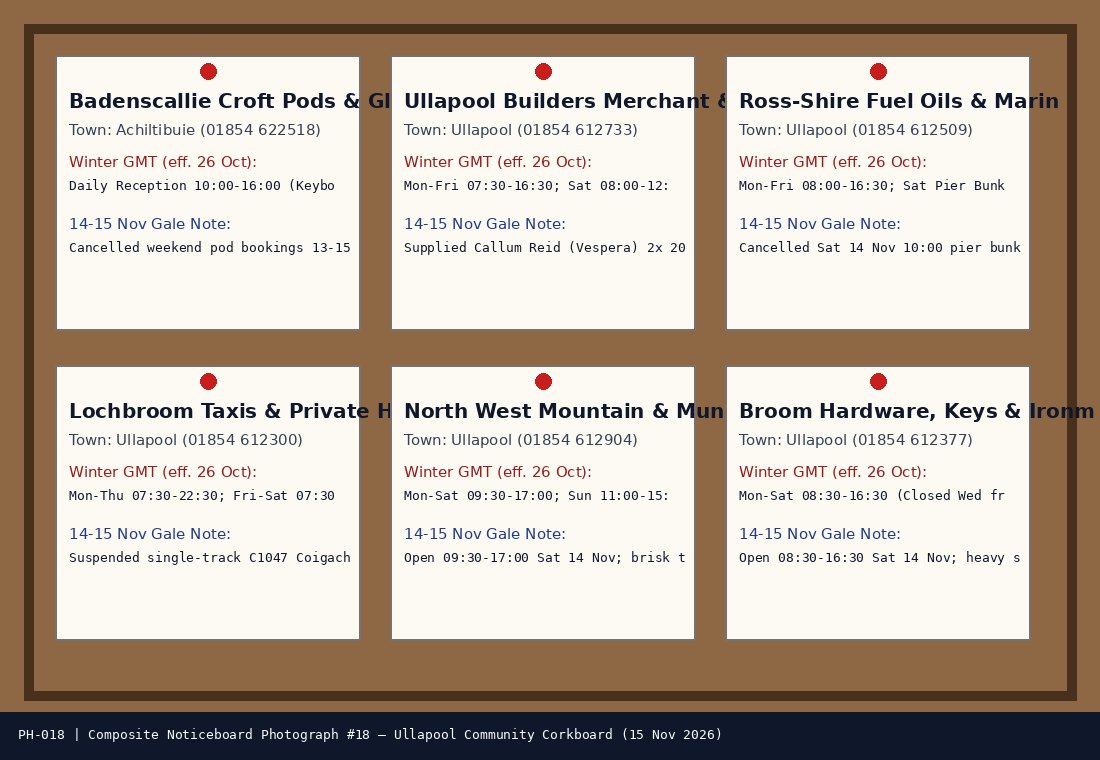 Badenscallie Croft Pods & Gl
Town: Achiltibuie (01854 622518)
Winter GMT (eff. 26 Oct):
Daily Reception 10:00-16:00 (Keybo
14-15 Nov Gale Note:
Cancelled weekend pod bookings 13-15
Ullapool Builders Merchant &
Town: Ullapool (01854 612733)
Winter GMT (eff. 26 Oct):
Mon-Fri 07:30-16:30; Sat 08:00-12:
14-15 Nov Gale Note:
Supplied Callum Reid (Vespera) 2x 20
Ross-Shire Fuel Oils & Marin
Town: Ullapool (01854 612509)
Winter GMT (eff. 26 Oct):
Mon-Fri 08:00-16:30; Sat Pier Bunk
14-15 Nov Gale Note:
Cancelled Sat 14 Nov 10:00 pier bunk
Lochbroom Taxis & Private H
Town: Ullapool (01854 612300)
Winter GMT (eff. 26 Oct):
Mon-Thu 07:30-22:30; Fri-Sat 07:30
14-15 Nov Gale Note:
Suspended single-track C1047 Coigach
North West Mountain & Mun
Town: Ullapool (01854 612904)
Winter GMT (eff. 26 Oct):
Mon-Sat 09:30-17:00; Sun 11:00-15:
14-15 Nov Gale Note:
Open 09:30-17:00 Sat 14 Nov; brisk t
Broom Hardware, Keys & Ironm
Town: Ullapool (01854 612377)
Winter GMT (eff. 26 Oct):
Mon-Sat 08:30-16:30 (Closed Wed fr
14-15 Nov Gale Note:
Open 08:30-16:30 Sat 14 Nov; heavy s
PH-018 | Composite Noticeboard Photograph #18 — Ullapool Community Corkboard (15 Nov 2026)